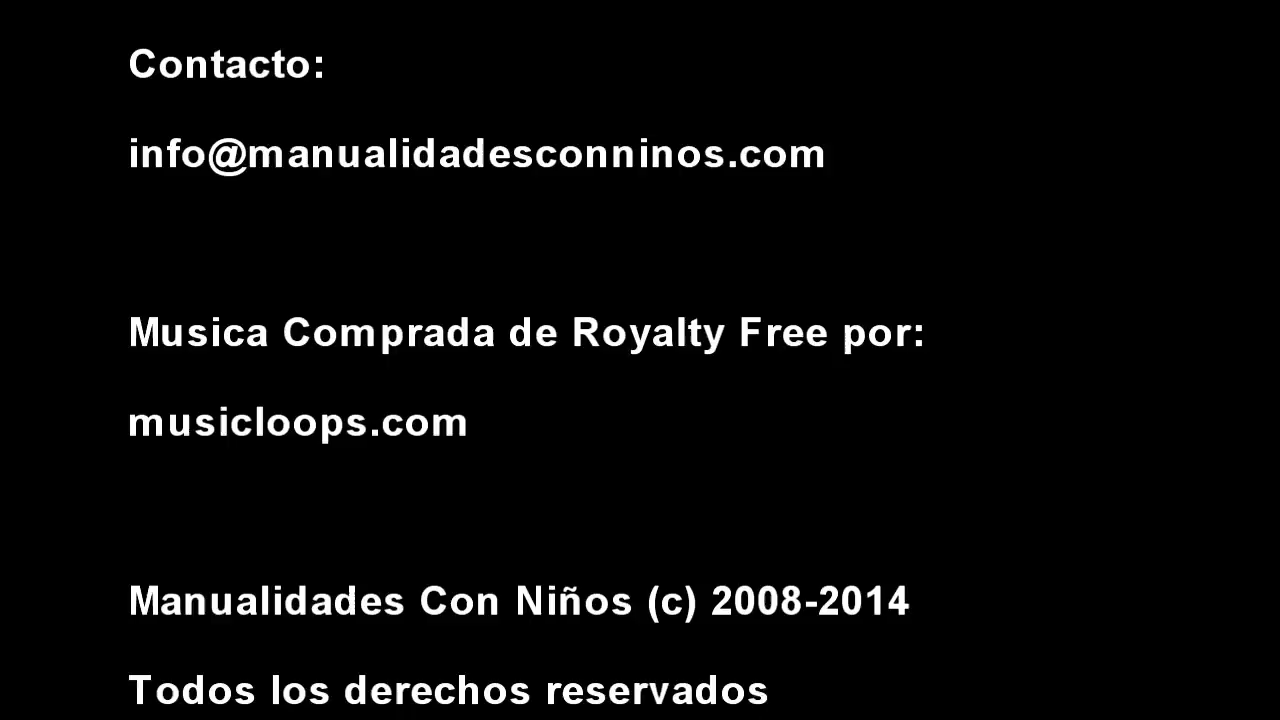 Contacto:
info@manualidadesconninos.com
Musica Comprada de Royalty Free por:
musicloops.com
Manualidades Con Niños (c) 2008-2014
Todos los derechos reservados